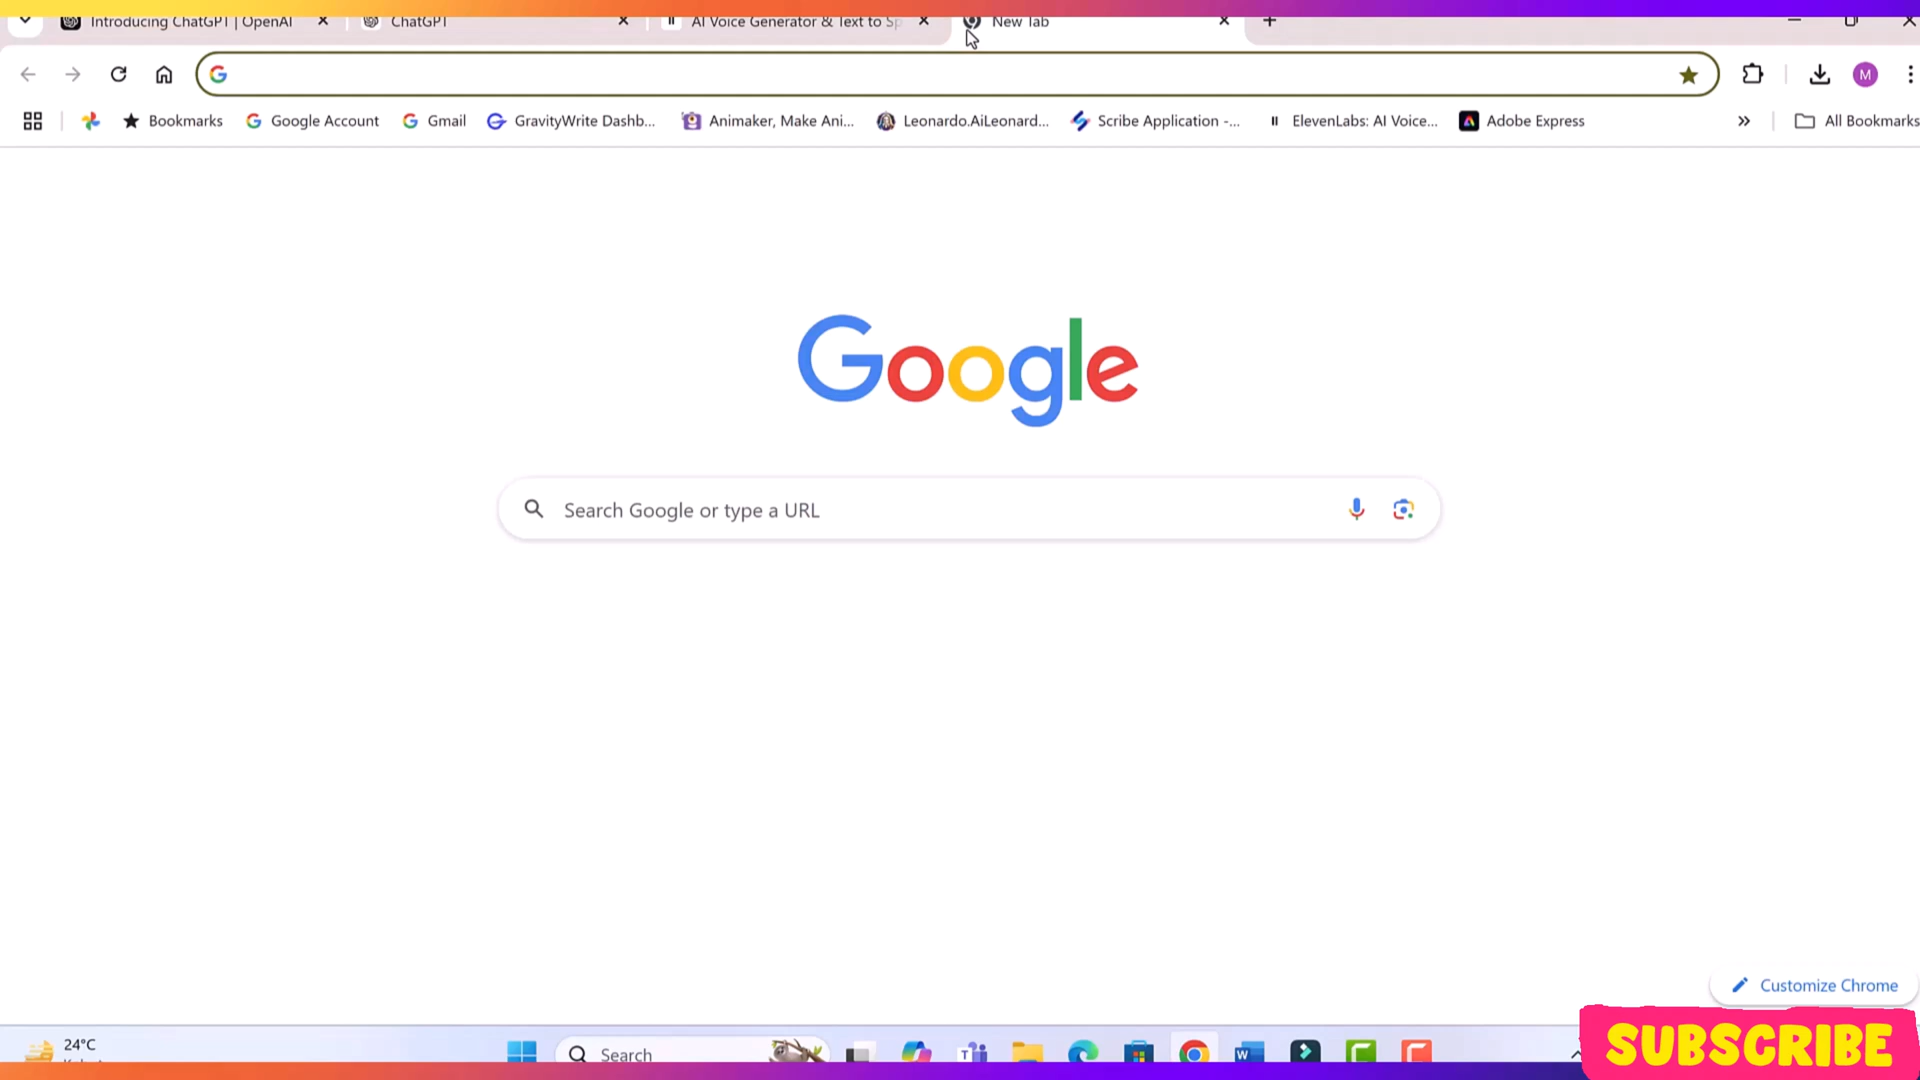 Introducing ChatGPT | OpenAI
ChatGPT
AI Voice Generator & Text to Sp
New Tab
M
Bookmarks
Google Account
Gmail
GravityWrite Dashb...
Animaker, Make Ani...
Leonardo.AiLeonard...
Scribe Application -...
ElevenLabs: AI Voice...
Adobe Express
All Bookmarks
Google
Search Google or type a URL
Customize Chrome
24°C
Search
SUBSCRIBE